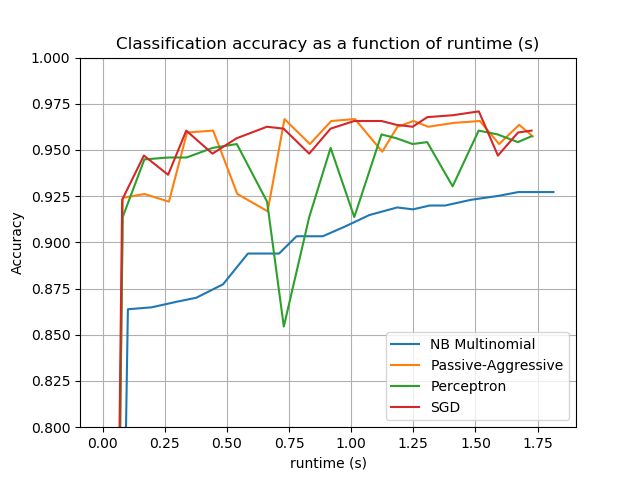 Classification accuracy as a function of runtime (s)
1.000
0.975
0.950
0.925
0.900
0.875
0.850
0.825
0.800
Accuracy
NB Multinomial
Passive-Aggressive
Perceptron
SGD
0.00 0.25 0.50 0.75 1.00 1.25 1.50 1.75
runtime (s)